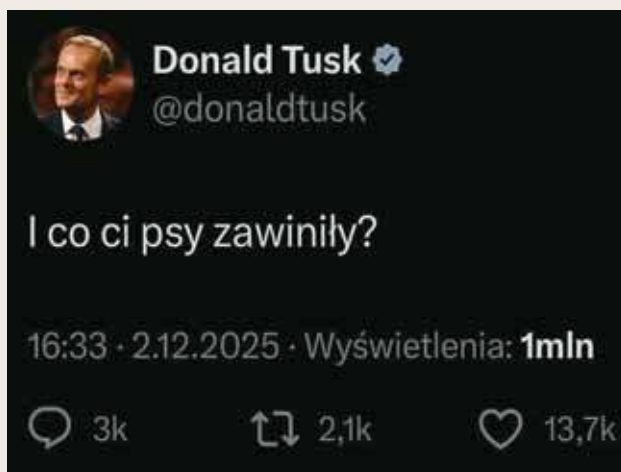 Donald Tusk
@donaldtusk
I co ci psy zawiniły?
16:33 · 2.12.2025 · Wyświetlenia: 1mln
3k 2,1k 13,7k